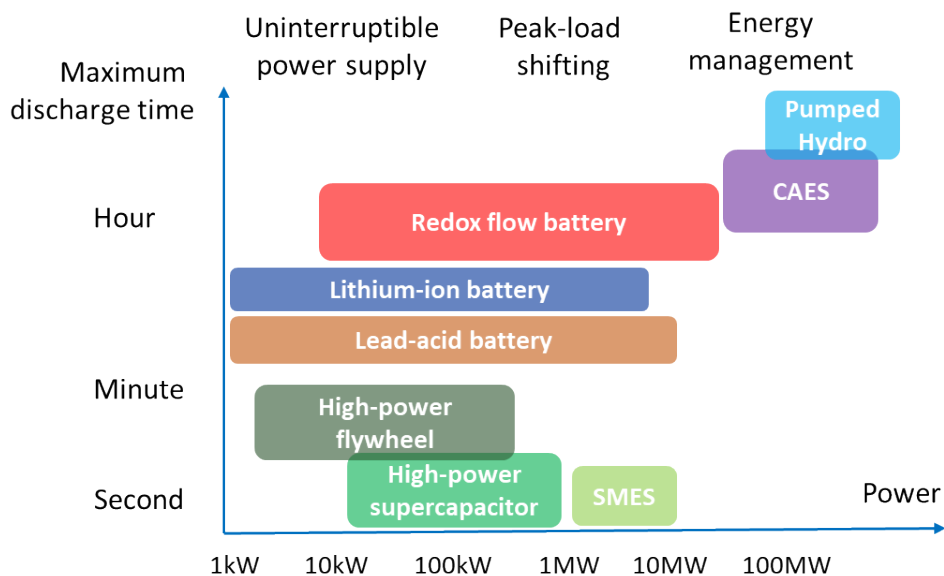 Uninterruptible
power supply
Peak-load
shifting
Energy
management
Maximum
discharge time
Pumped
Hydro
CAES
Hour
Redox flow battery
Lithium-ion battery
Lead-acid battery
Minute
High-power
flywheel
High-power
supercapacitor
SMES
Second
Power
1kW
10kW
100kW
1MW
10MW
100MW